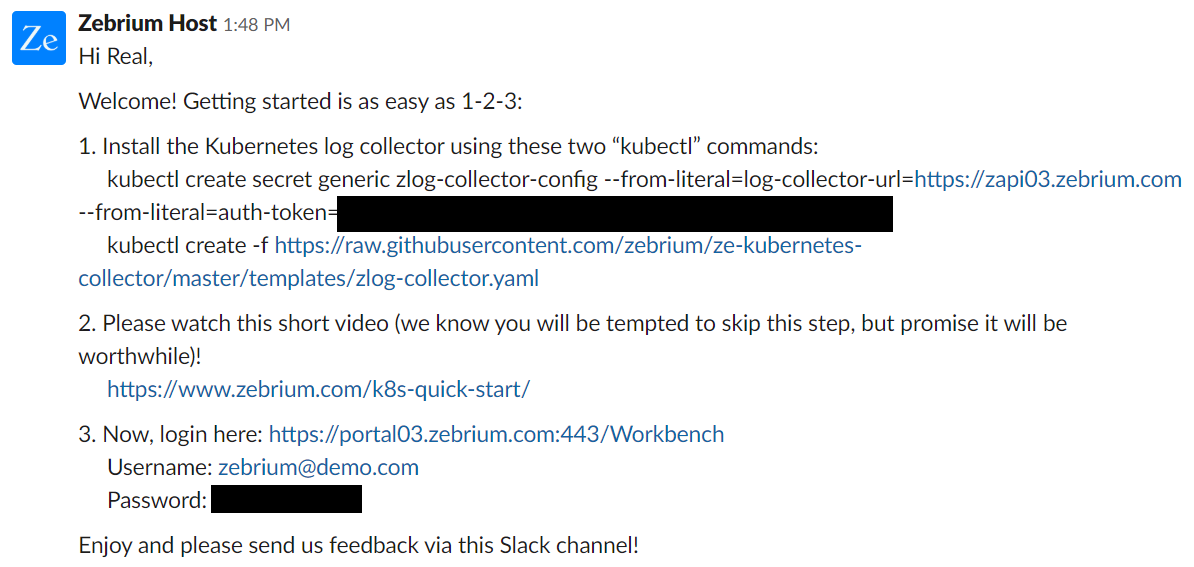 Ze
Zebrium Host 1:48 PM
Hi Real,
Welcome! Getting started is as easy as 1-2-3:
1. Install the Kubernetes log collector using these two “kubectl” commands:
kubectl create secret generic zlog-collector-config --from-literal=log-collector-url=https://zapi03.zebrium.com
--from-literal=auth-token=
kubectl create -f https://raw.githubusercontent.com/zebrium/ze-kubernetes-
collector/master/templates/zlog-collector.yaml
2. Please watch this short video (we know you will be tempted to skip this step, but promise it will be
worthwhile)!
https://www.zebrium.com/k8s-quick-start/
3. Now, login here: https://portal03.zebrium.com:443/Workbench
Username: zebrium@demo.com
Password:
Enjoy and please send us feedback via this Slack channel!